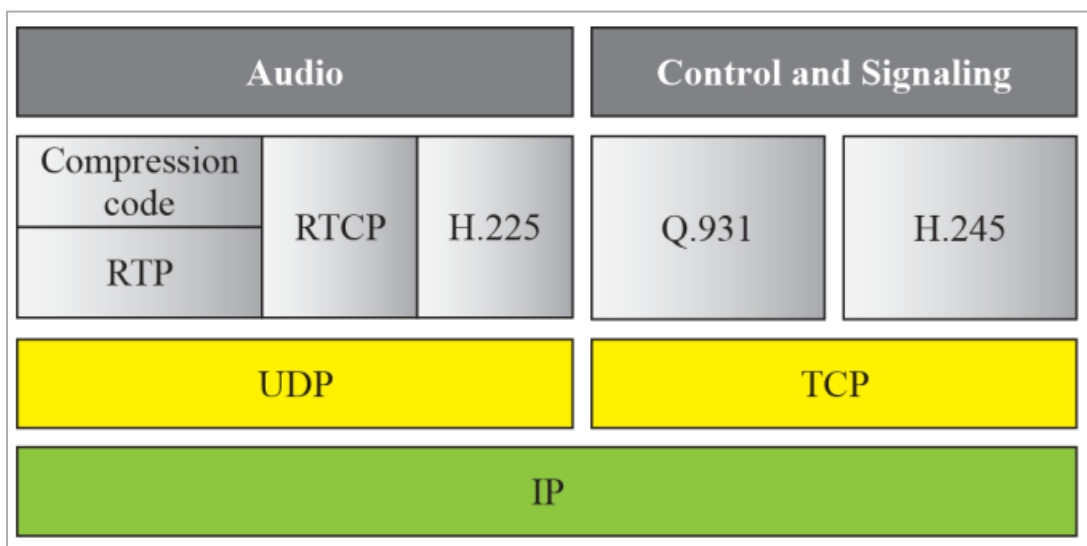 Audio
Control and Signaling
Compression
code
RTP
RTCP
H.225
Q.931
H.245
UDP
TCP
IP